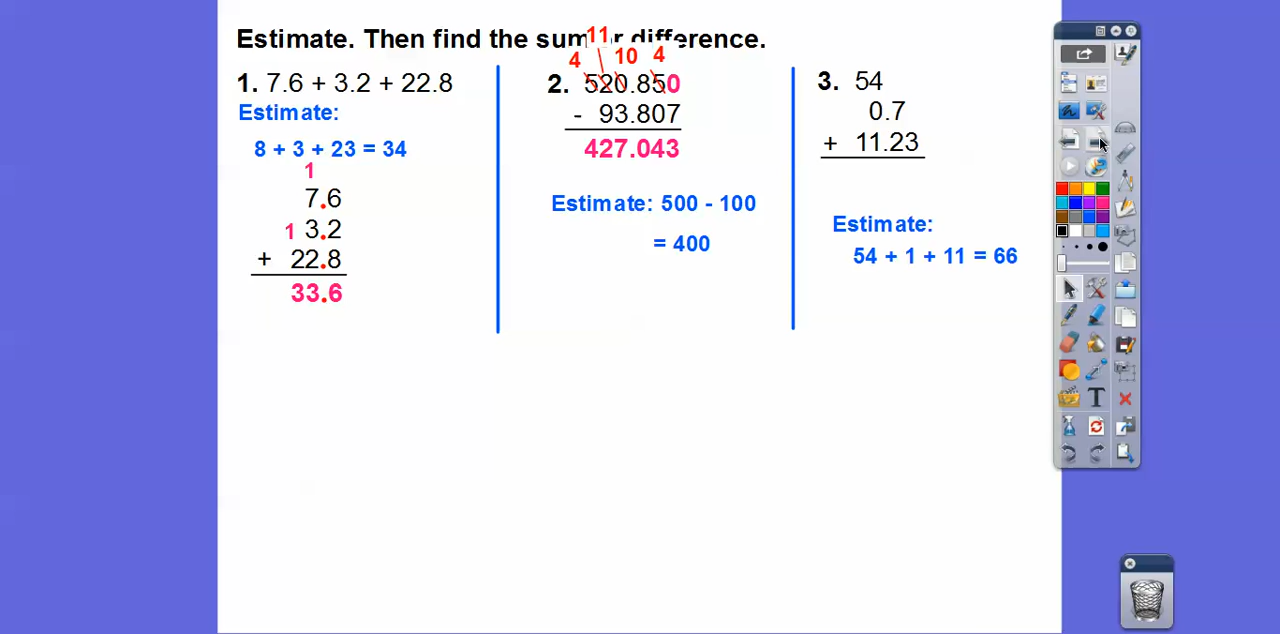 Estimate. Then find the sum or difference.
1. 7.6 + 3.2 + 22.8
Estimate:
8 + 3 + 23 = 34
1
7.6
1 3.2
+ 22.8
33.6
11
4 10 4
2. 520.850
- 93.807
427.043
Estimate: 500 - 100
= 400
3. 54
0.7
+ 11.23
Estimate:
54 + 1 + 11 = 66
T